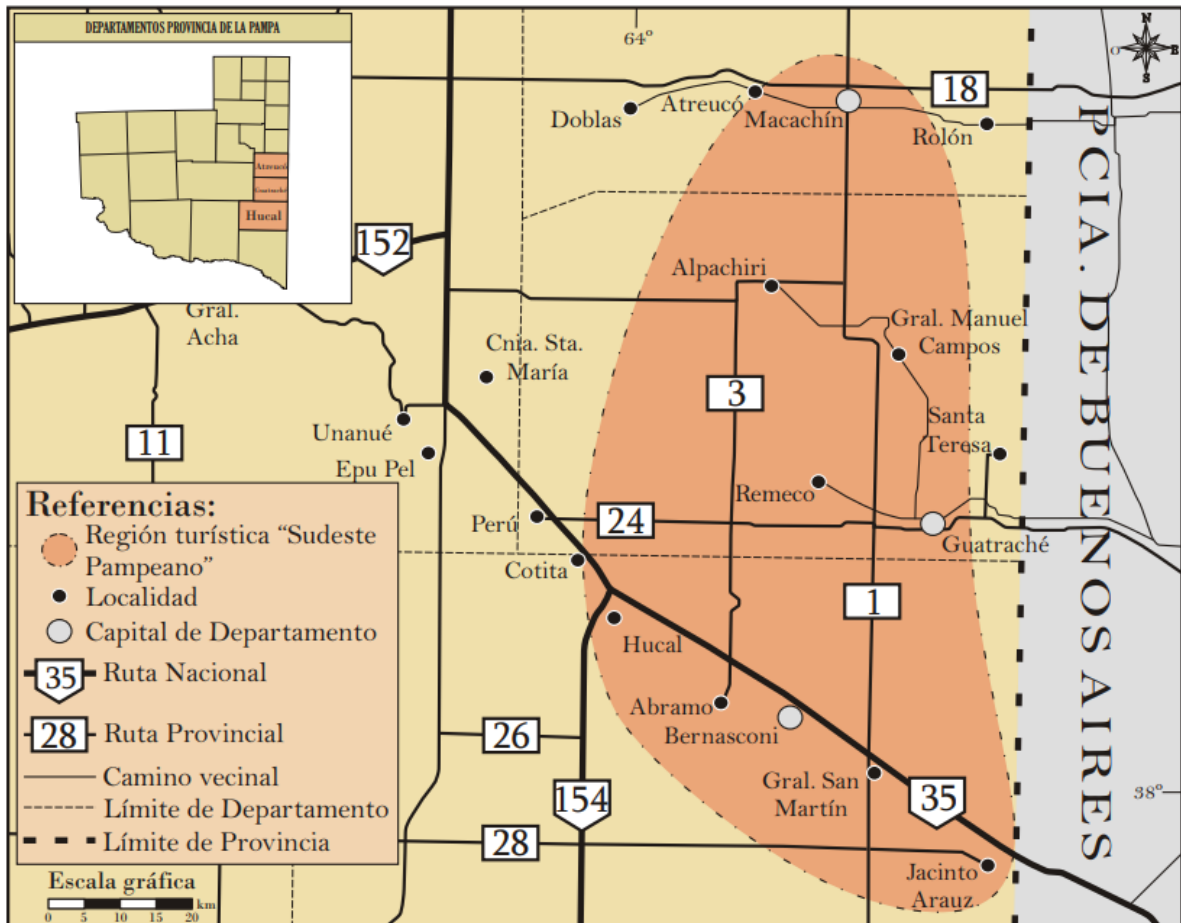 DEPARTAMENTOS PROVINCIA DE LA PAMPA
Atreucó
Guatraché
Hucal
64º
N
O
E
S
18
Doblas
Atreucó
Macachín
Rolón
152
Alpachiri
Gral.
Acha
Gral. Manuel
Campos
Cnia. Sta.
María
3
Santa
Teresa
11
Unanué
Epu Pel
Remeco
Perú
24
Guatraché
Cotita
1
Hucal
Abramo
Bernasconi
26
Gral. San
Martín
154
35
38º
28
Jacinto
Arauz
PCIA. DE BUENOS AIRES
Referencias:
Región turística “Sudeste
Pampeano”
Localidad
Capital de Departamento
35 Ruta Nacional
28 Ruta Provincial
Camino vecinal
Límite de Departamento
Límite de Provincia
Escala gráfica
km
0 5 10 15 20